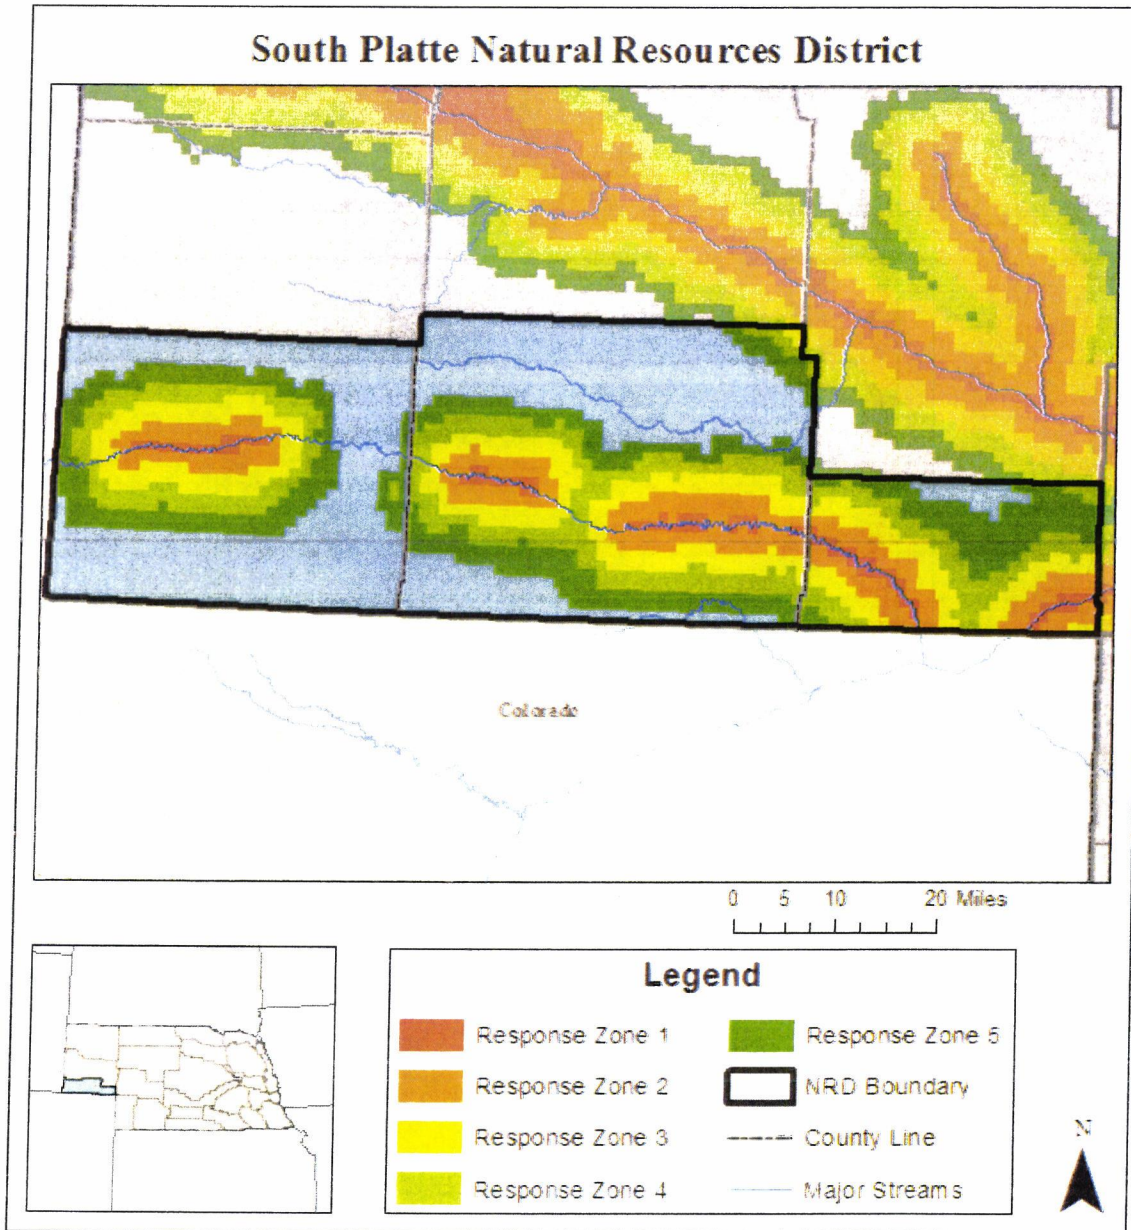 South Platte Natural Resources District
Colorado
0 5 10 20 Miles
Legend
Response Zone 1
Response Zone 2
Response Zone 3
Response Zone 4
Response Zone 5
NRD Boundary
County Line
Major Streams
N